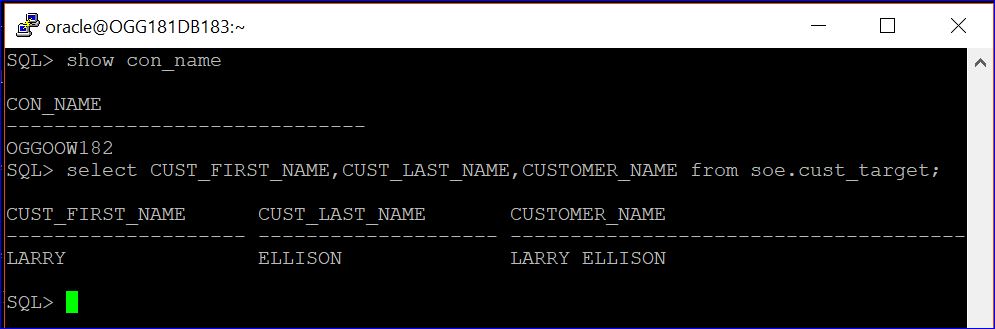 oracle@OGG181DB183:~
SQL> show con_name
CON_NAME
------------------------------
OGGOOW182
SQL> select CUST_FIRST_NAME,CUST_LAST_NAME,CUSTOMER_NAME from soe.cust_target;
CUST_FIRST_NAME      CUST_LAST_NAME       CUSTOMER_NAME
-------------------- -------------------- --------------------------------------
LARRY                ELLISON              LARRY ELLISON
SQL>